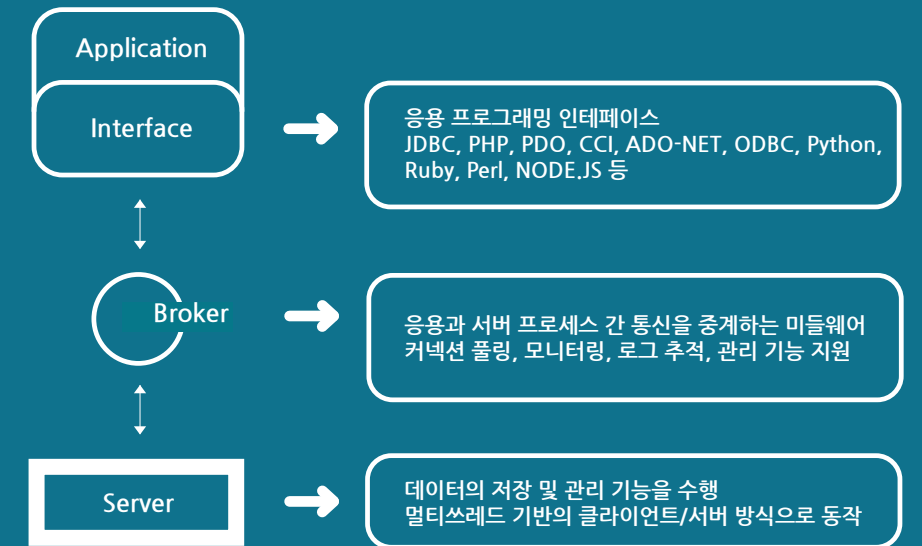 Application
Interface
응용 프로그래밍 인테페이스
JDBC, PHP, PDO, CCI, ADO-NET, ODBC, Python,
Ruby, Perl, NODE.JS 등
Broker
응용과 서버 프로세스 간 통신을 중계하는 미들웨어
커넥션 풀링, 모니터링, 로그 추적, 관리 기능 지원
Server
데이터의 저장 및 관리 기능을 수행
멀티쓰레드 기반의 클라이언트/서버 방식으로 동작